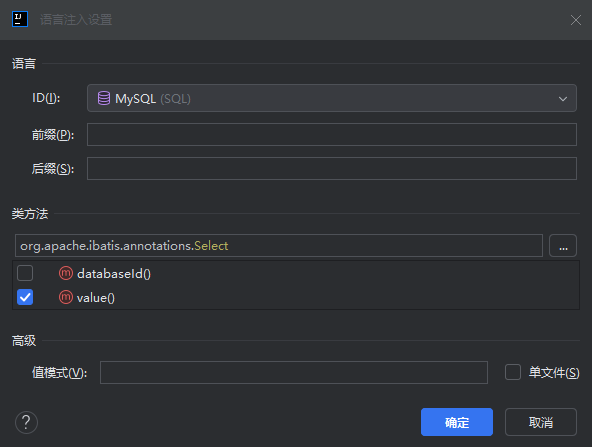 语言注入设置
语言
ID(I):
MySQL (SQL)
前缀(P):
后缀(S):
类方法
org.apache.ibatis.annotations.Select
...
databaseId()
value()
高级
值模式(V):
单文件(S)
?
确定
取消